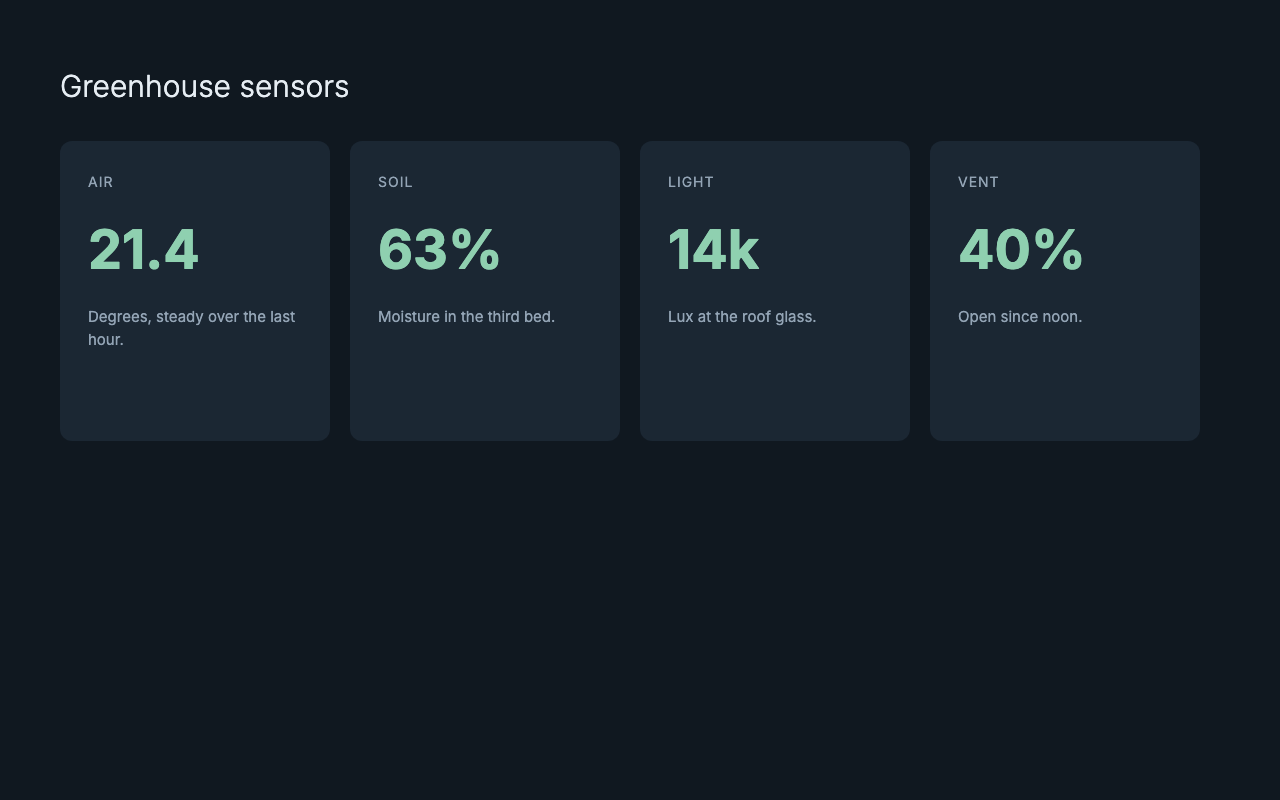 Greenhouse sensors
AIR
21.4
Degrees, steady over the last
hour.
SOIL
63%
Moisture in the third bed.
LIGHT
14k
Lux at the roof glass.
VENT
40%
Open since noon.